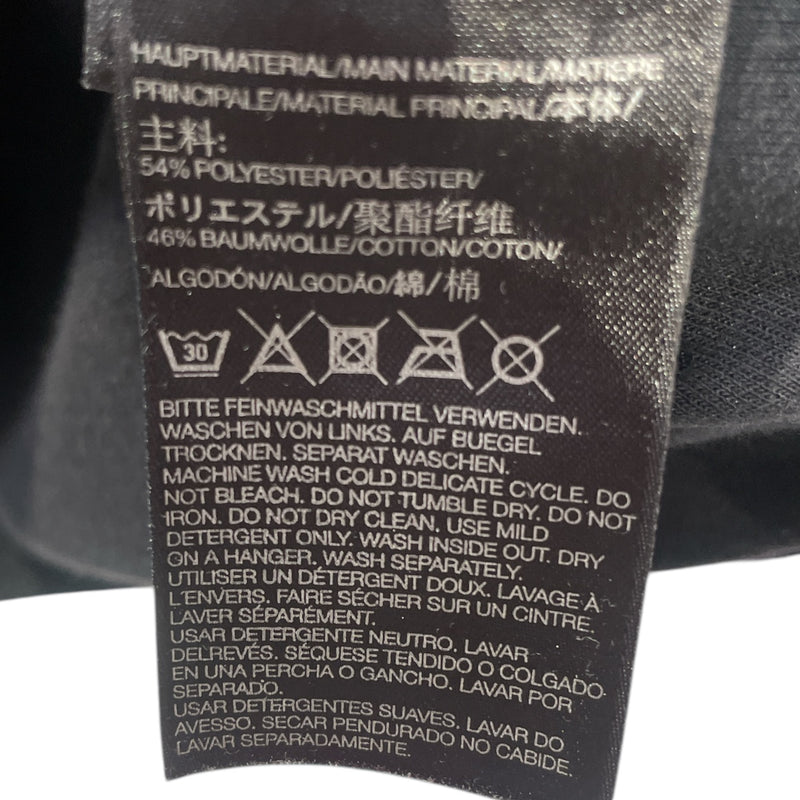 HAUPTMATERIAL/MAIN MATERIAL/MATIERE
PRINCIPALE/MATERIAL PRINCIPAL/本体/
主料:
54% POLYESTER/POLIÉSTER/
ポリエステル/聚酯纤维
46% BAUMWOLLE/COTTON/COTON/
ALGODÓN/ALGODÃO/綿/棉
30
BITTE FEINWASCHMITTEL VERWENDEN.
WASCHEN VON LINKS. AUF BUEGEL
TROCKNEN. SEPARAT WASCHEN.
MACHINE WASH COLD DELICATE CYCLE. DO
NOT BLEACH. DO NOT TUMBLE DRY. DO NOT
IRON. DO NOT DRY CLEAN. USE MILD
DETERGENT ONLY. WASH INSIDE OUT. DRY
ON A HANGER. WASH SEPARATELY.
UTILISER UN DÉTERGENT DOUX. LAVAGE À
L'ENVERS. FAIRE SÉCHER SUR UN CINTRE.
LAVER SÉPARÉMENT.
USAR DETERGENTE NEUTRO. LAVAR
DELREVÉS. SÉQUESE TENDIDO O COLGADO
EN UNA PERCHA O GANCHO. LAVAR POR
SEPARADO.
USAR DETERGENTES SUAVES. LAVAR DO
AVESSO. SECAR PENDURADO NO CABIDE.
LAVAR SEPARADAMENTE.